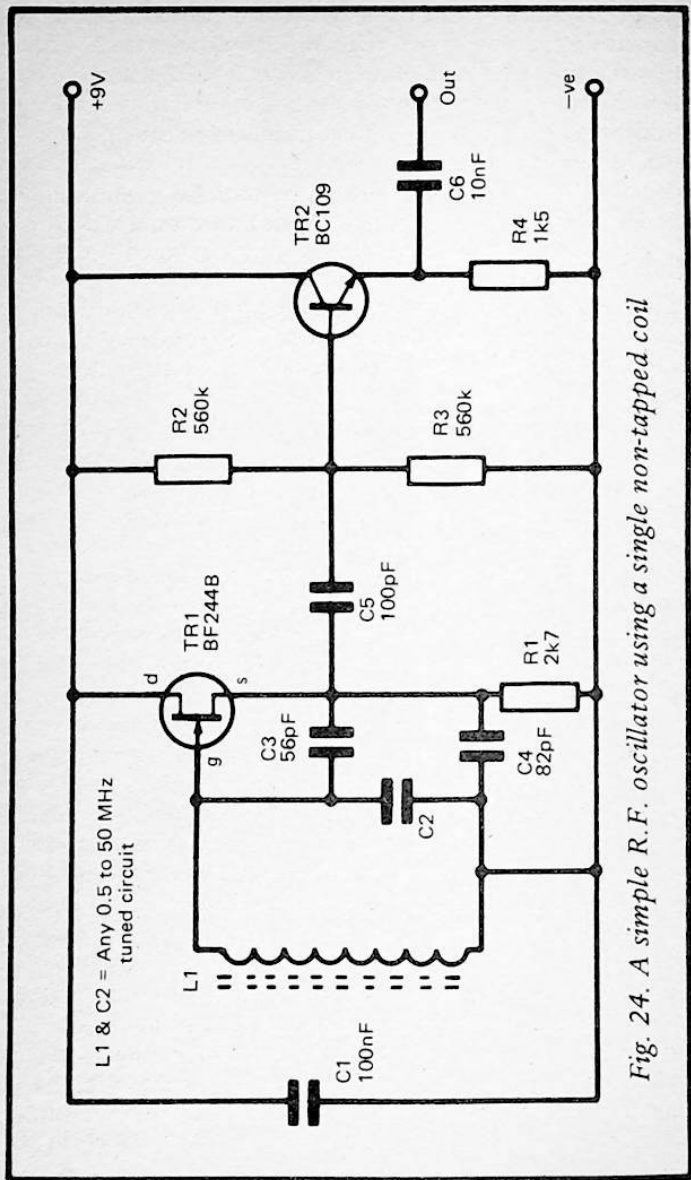 L1 & C2 = Any 0.5 to 50 MHz
tuned circuit
C1
100nF
L1
g
d
s
TR1
BF244B
C3
56pF
C2
C4
82pF
R1
2k7
C5
100pF
R2
560k
R3
560k
TR2
BC109
C6
10nF
R4
1k5
+9V
Out
−ve
Fig. 24. A simple R.F. oscillator using a single non-tapped coil